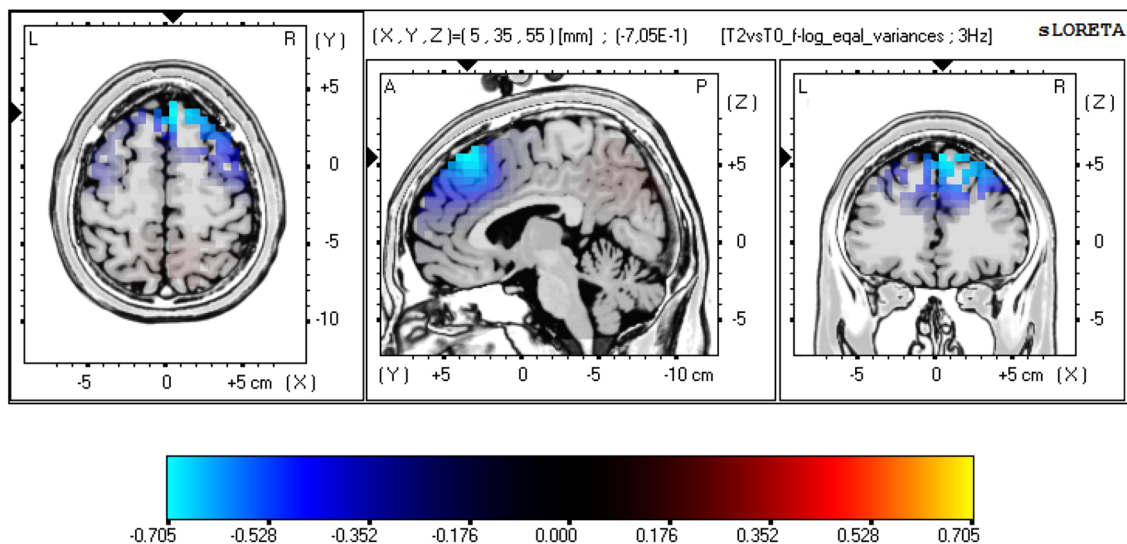 (X, Y, Z)=( 5 , 35 , 55 ) [mm] ; (-7,05E-1) [T2vsT0_f-log_eqal_variances ; 3Hz] sLORETA
L R (Y)
+5
0
-5
-10
-5 0 +5 cm (X)
A P (Z)
+5
0
-5
(Y) +5 0 -5 -10 cm
L R (Z)
+5
0
-5
-5 0 +5 cm (X)
-0.705 -0.528 -0.352 -0.176 0.000 0.176 0.352 0.528 0.705